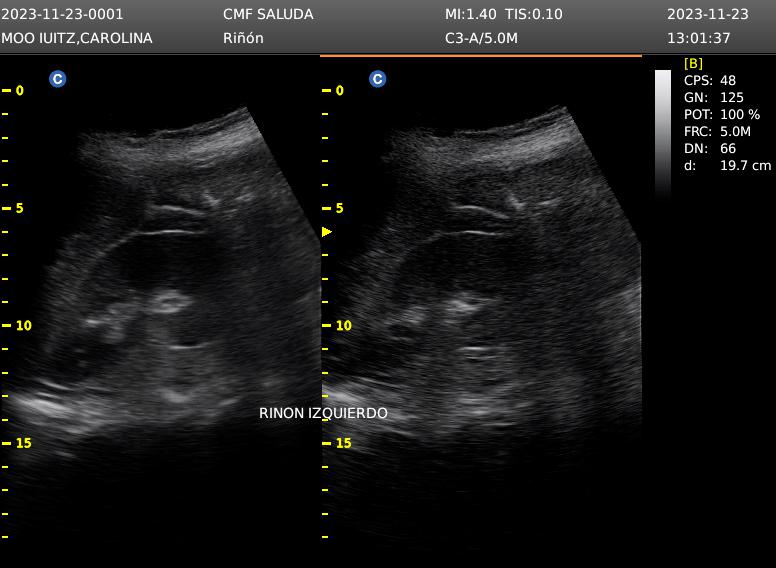 2023-11-23-0001 CMF SALUDA MI:1.40 TIS:0.10 2023-11-23
MOO IUITZ,CAROLINA Riñón C3-A/5.0M 13:01:37
C C
[B]
CPS: 48
GN: 125
POT: 100 %
FRC: 5.0M
DN: 66
d: 19.7 cm
0 0
5 5
10 10
RINON IZQUIERDO
15 15